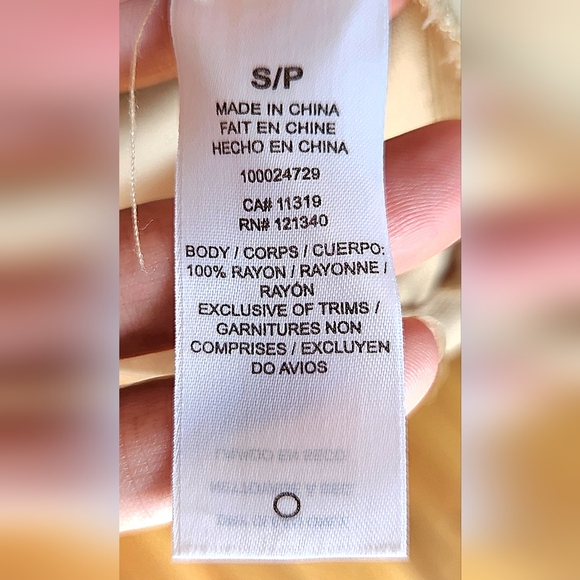 S/P
MADE IN CHINA
FAIT EN CHINE
HECHO EN CHINA
100024729
CA# 11319
RN# 121340
BODY / CORPS / CUERPO:
100% RAYON / RAYONNE /
RAYÓN
EXCLUSIVE OF TRIMS /
GARNITURES NON
COMPRISES / EXCLUYEN
DO AVIOS